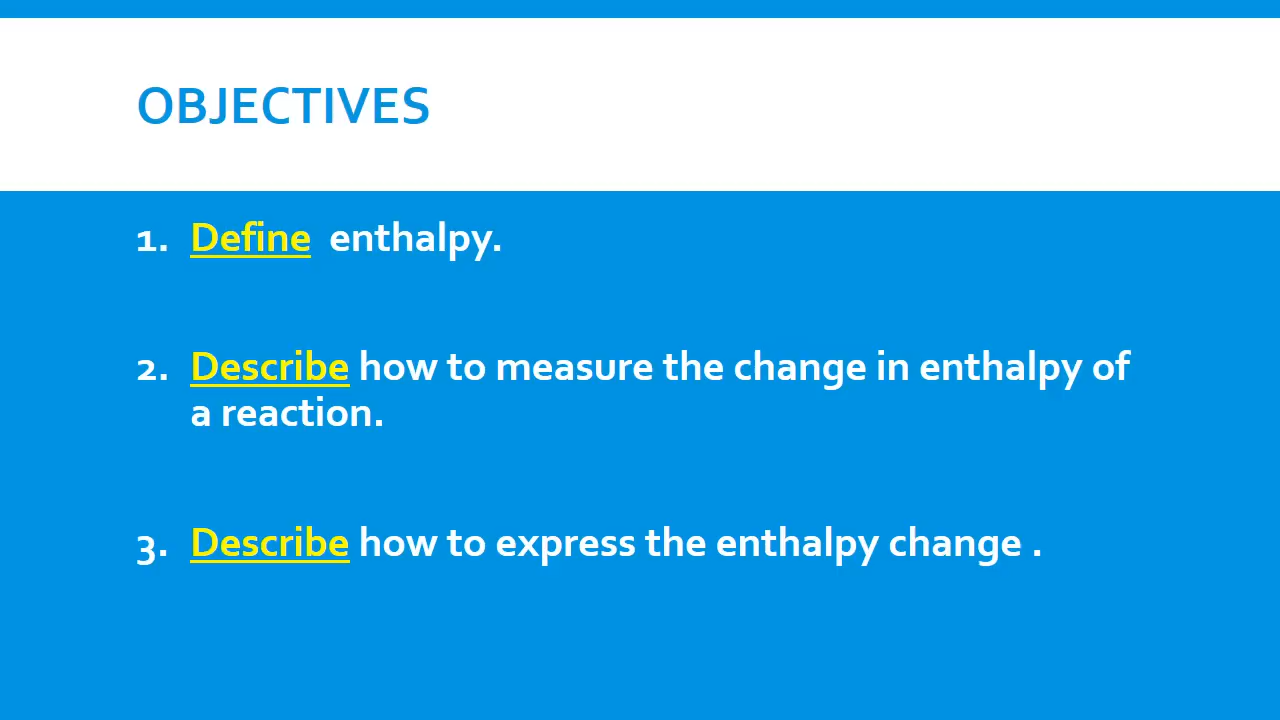 OBJECTIVES
1. Define enthalpy.
2. Describe how to measure the change in enthalpy of
a reaction.
3. Describe how to express the enthalpy change .